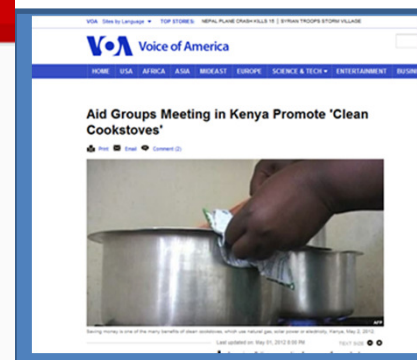 VOA Sites by Language TOP STORIES: NEPAL PLANE CRASH KILLS 15 | SYRIAN TROOPS STORM VILLAGE
VOA Voice of America
HOME USA AFRICA ASIA MIDEAST EUROPE SCIENCE & TECH ENTERTAINMENT BUSIN
Aid Groups Meeting in Kenya Promote 'Clean
Cookstoves'
Print Email Comment (2)
AFP
Saving money is one of the many benefits of clean cookstoves, which use natural gas, solar power or electricity, Kenya, May 2, 2012.
Last updated on: May 01, 2012 8:00 PM
TEXT SIZE